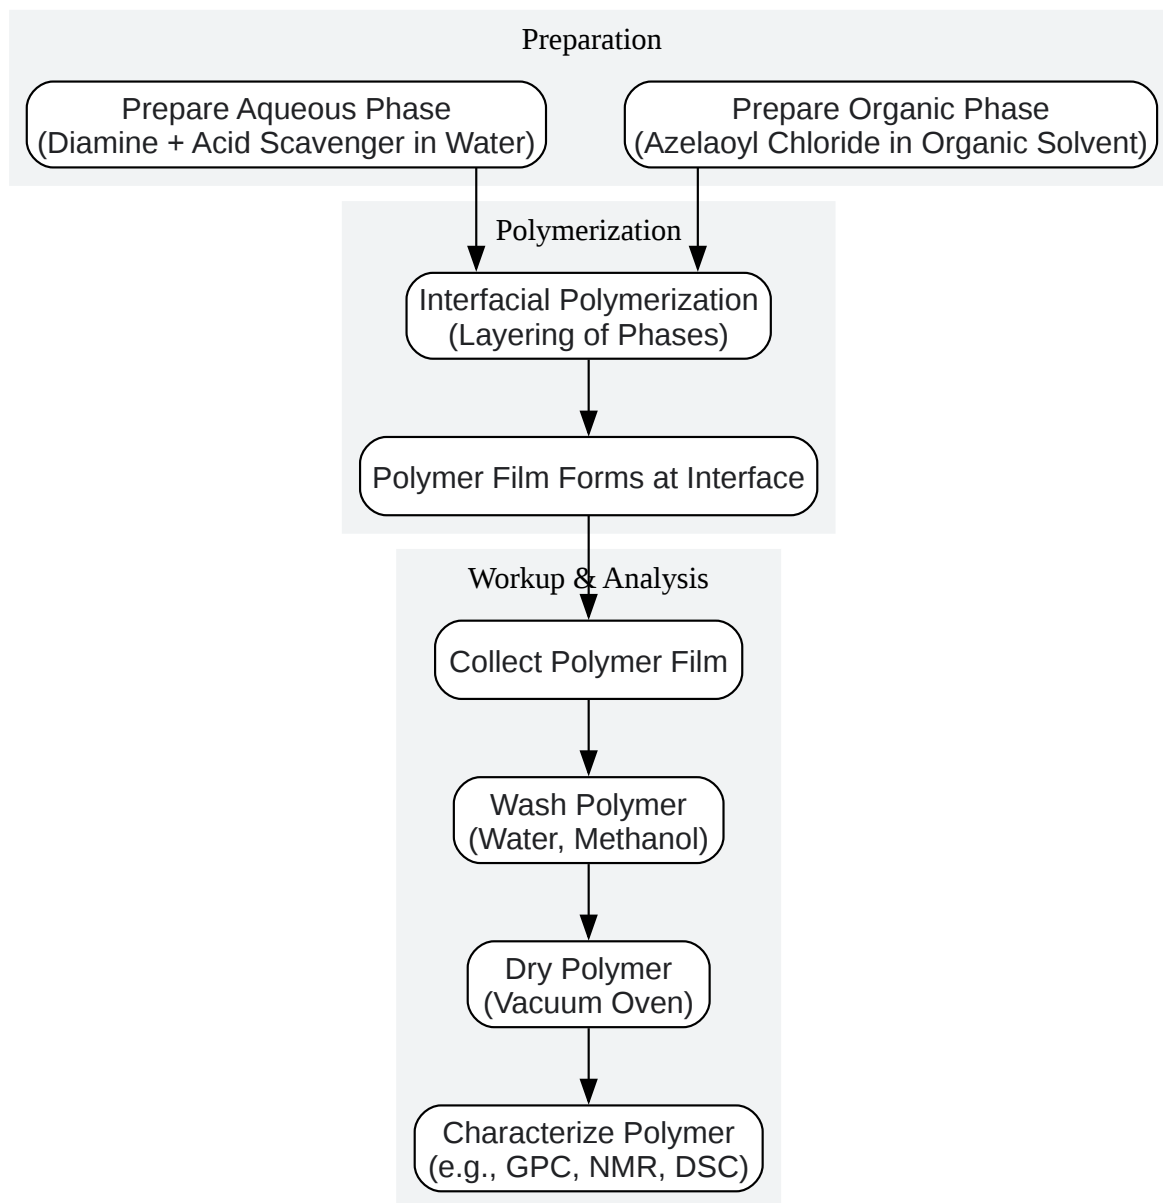 Preparation
Prepare Aqueous Phase
(Diamine + Acid Scavenger in Water)
Prepare Organic Phase
(Azelaoyl Chloride in Organic Solvent)
Polymerization
Interfacial Polymerization
(Layering of Phases)
Polymer Film Forms at Interface
Workup & Analysis
Collect Polymer Film
Wash Polymer
(Water, Methanol)
Dry Polymer
(Vacuum Oven)
Characterize Polymer
(e.g., GPC, NMR, DSC)